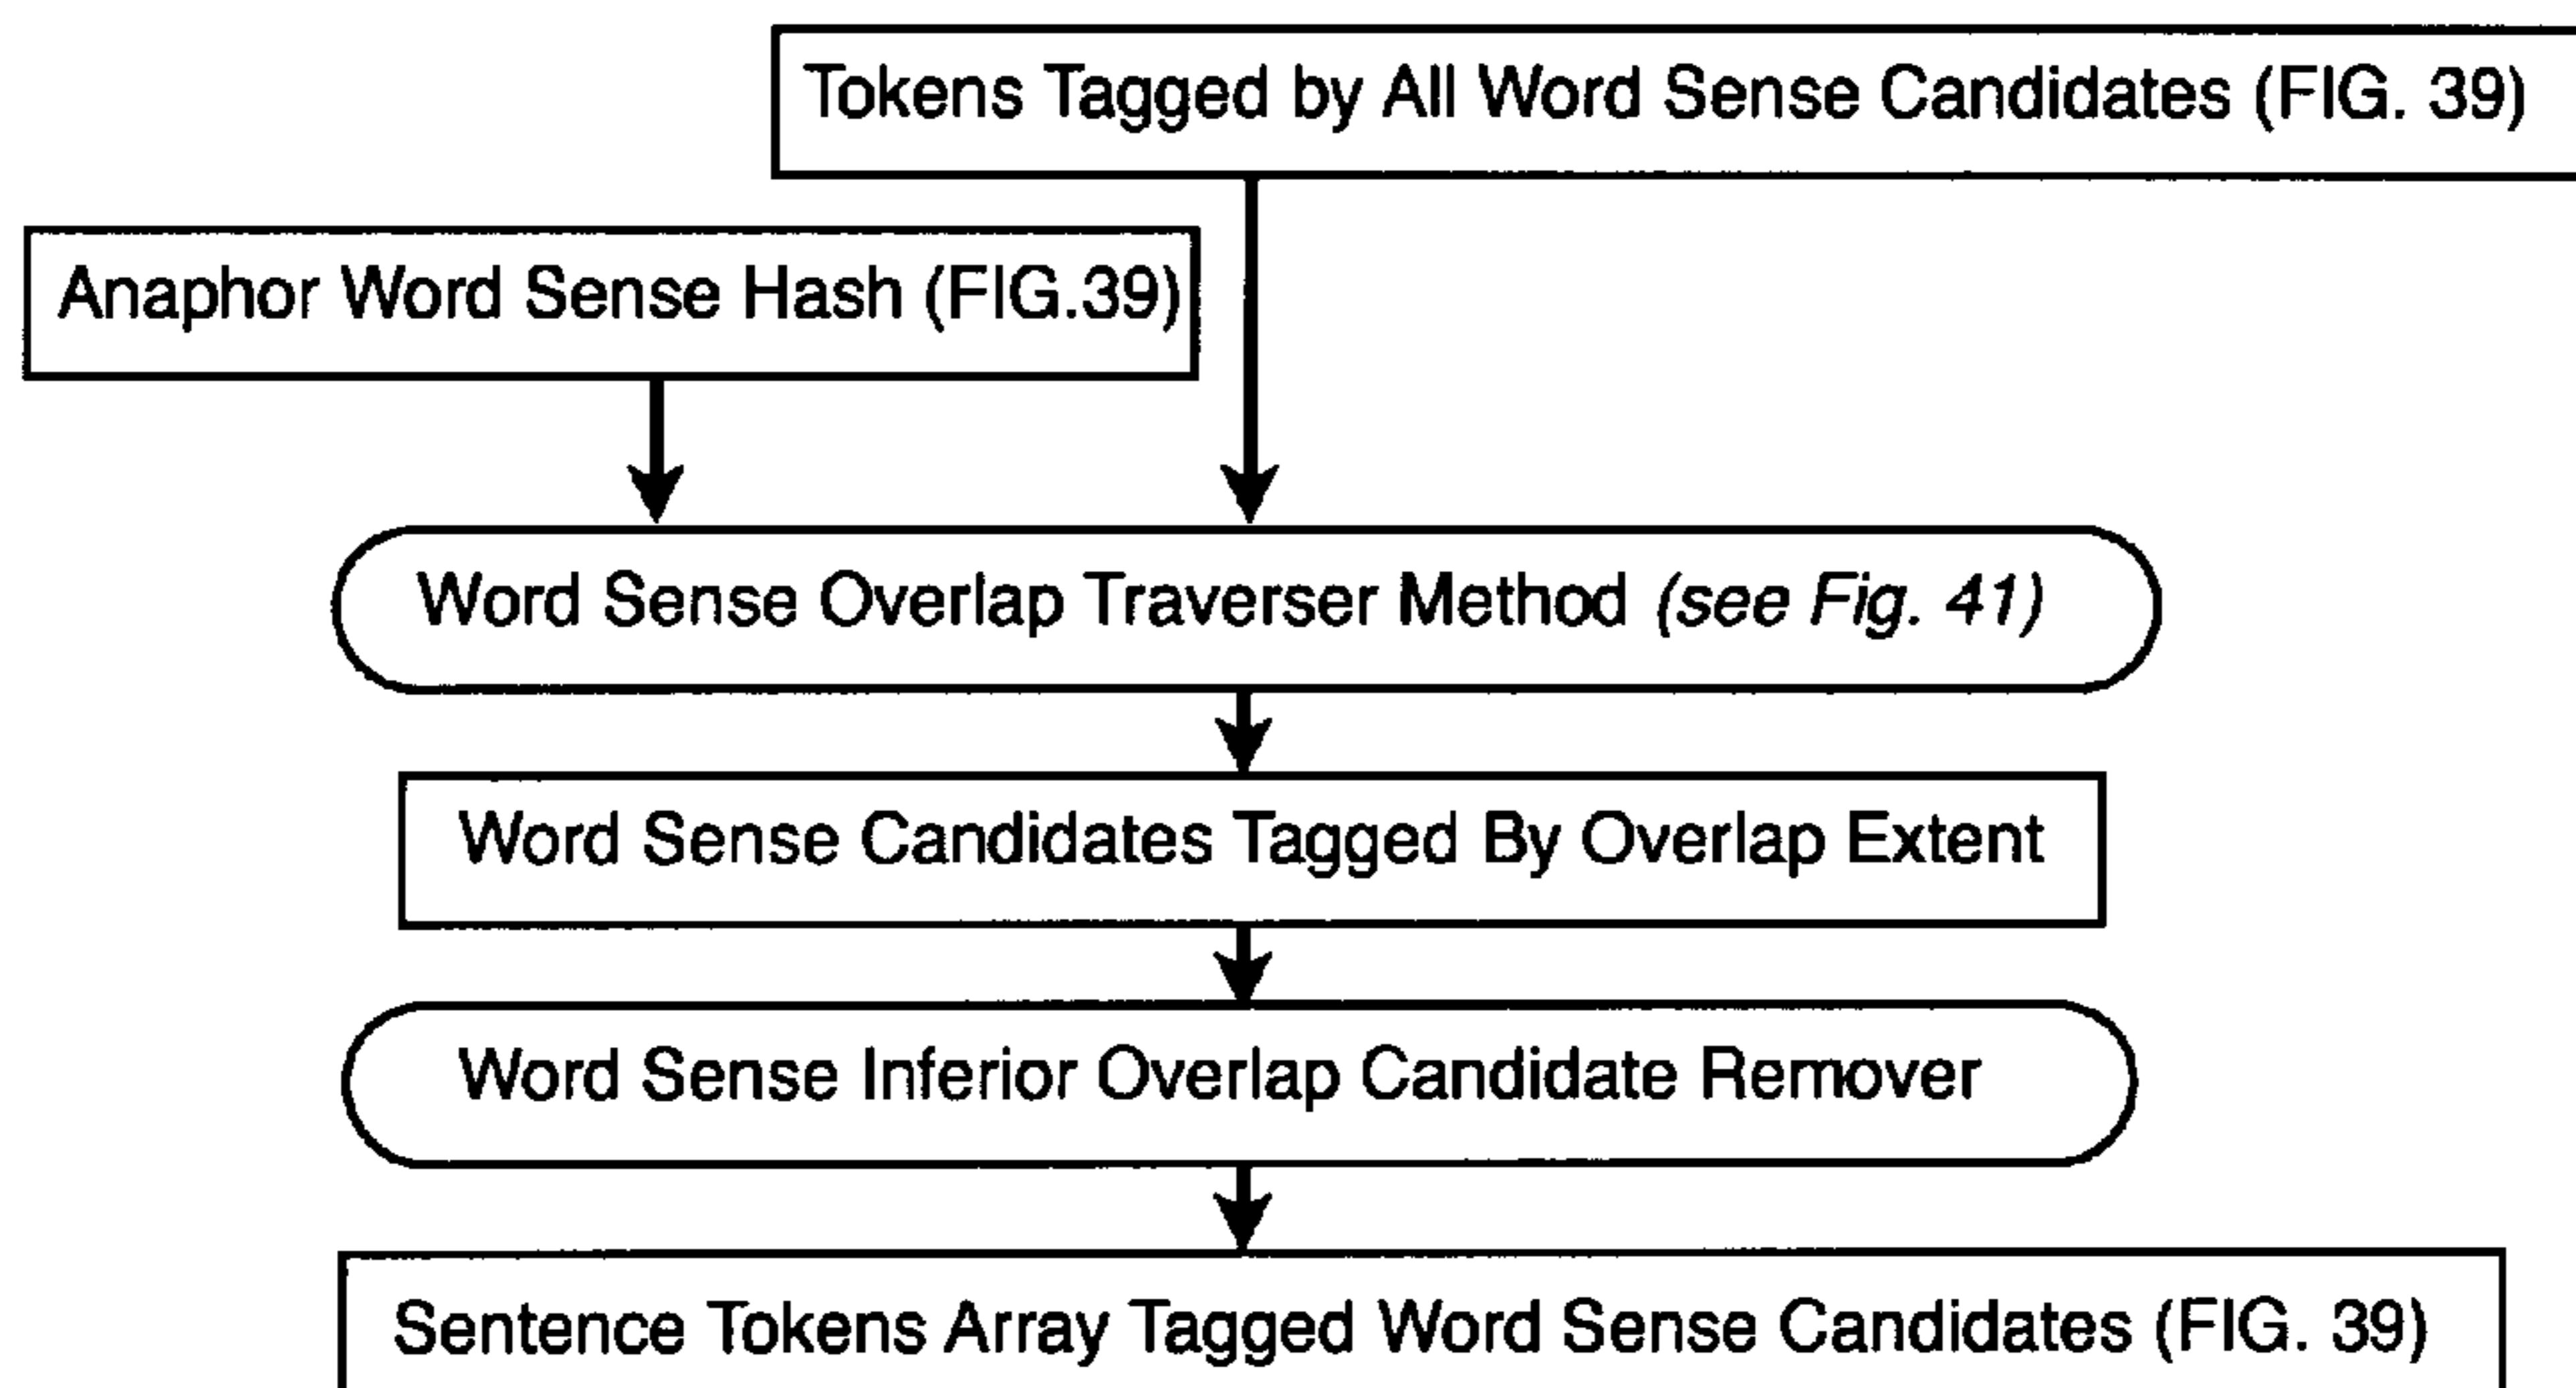 Tokens Tagged by All Word Sense Candidates (FIG. 39)
Anaphor Word Sense Hash (FIG.39)
Word Sense Overlap Traverser Method (see Fig. 41)
Word Sense Candidates Tagged By Overlap Extent
Word Sense Inferior Overlap Candidate Remover
Sentence Tokens Array Tagged Word Sense Candidates (FIG. 39)